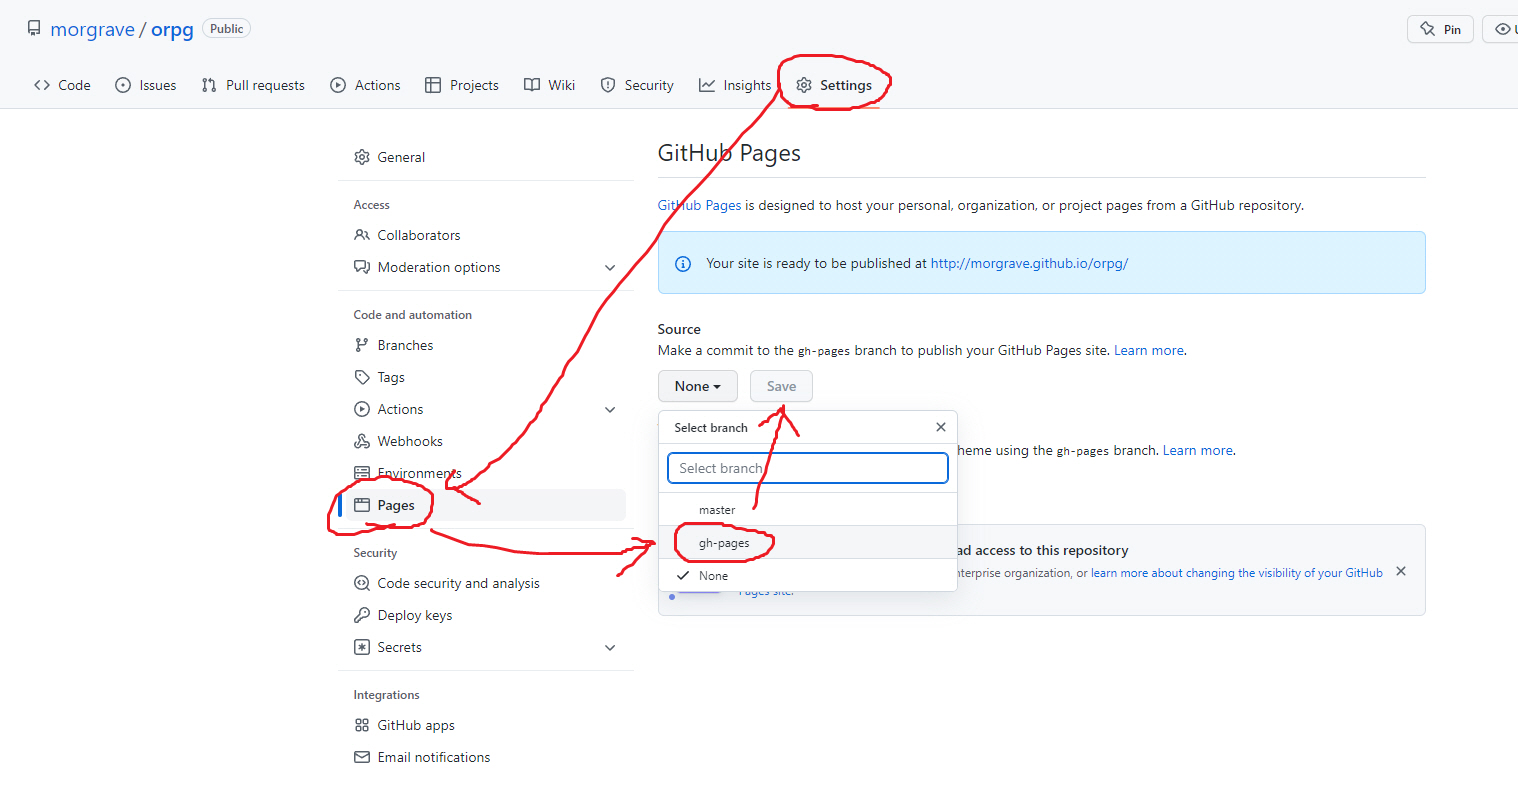 morgrave / orpg Public
Pin
Code Issues Pull requests Actions Projects Wiki Security Insights Settings
General
Access
Collaborators
Moderation options
Code and automation
Branches
Tags
Actions
Webhooks
Environments
Pages
Security
Code security and analysis
Deploy keys
Secrets
Integrations
GitHub apps
Email notifications
GitHub Pages
GitHub Pages is designed to host your personal, organization, or project pages from a GitHub repository.
Your site is ready to be published at http://morgrave.github.io/orpg/
Source
Make a commit to the gh-pages branch to publish your GitHub Pages site. Learn more.
None Save
Select branch
Select branch
master
gh-pages
None
heme using the gh-pages branch. Learn more.
ad access to this repository
nterprise organization, or learn more about changing the visibility of your GitHub
Pages site.